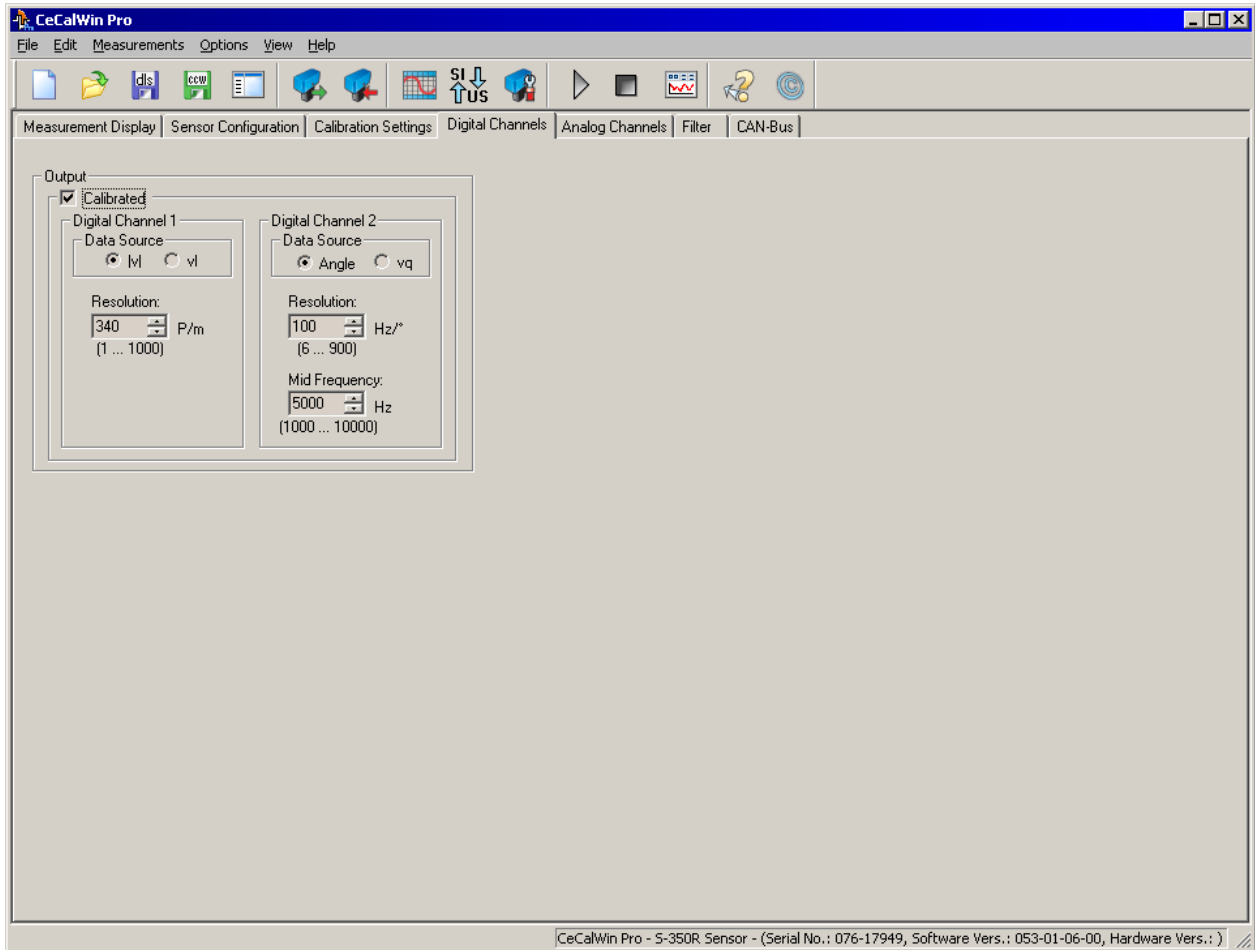 CeCalWin Pro
File Edit Measurements Options View Help
dls ccw SI US ©
Measurement Display Sensor Configuration Calibration Settings Digital Channels Analog Channels Filter CAN-Bus
Output
Calibrated
Digital Channel 1
Data Source
|v| vl
Resolution:
340 P/m
(1 ... 1000)
Digital Channel 2
Data Source
Angle vq
Resolution:
100 Hz/°
(6 ... 900)
Mid Frequency:
5000 Hz
(1000 ... 10000)
CeCalWin Pro - S-350R Sensor - (Serial No.: 076-17949, Software Vers.: 053-01-06-00, Hardware Vers.: )